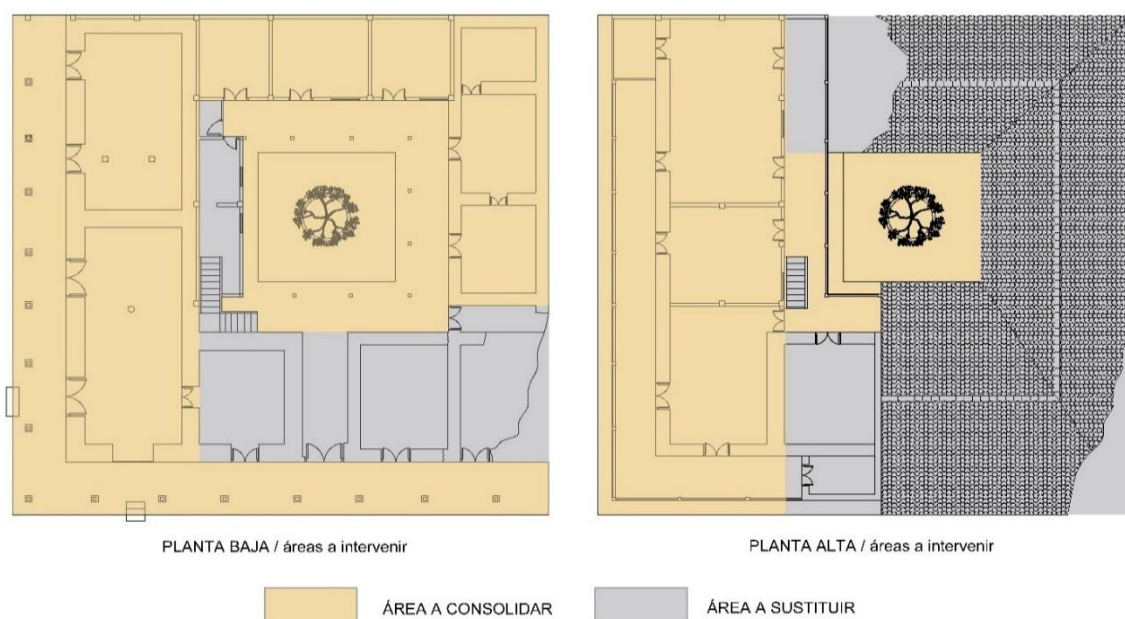 PLANTA BAJA / áreas a intervenir
PLANTA ALTA / áreas a intervenir
ÁREA A CONSOLIDAR
ÁREA A SUSTITUIR